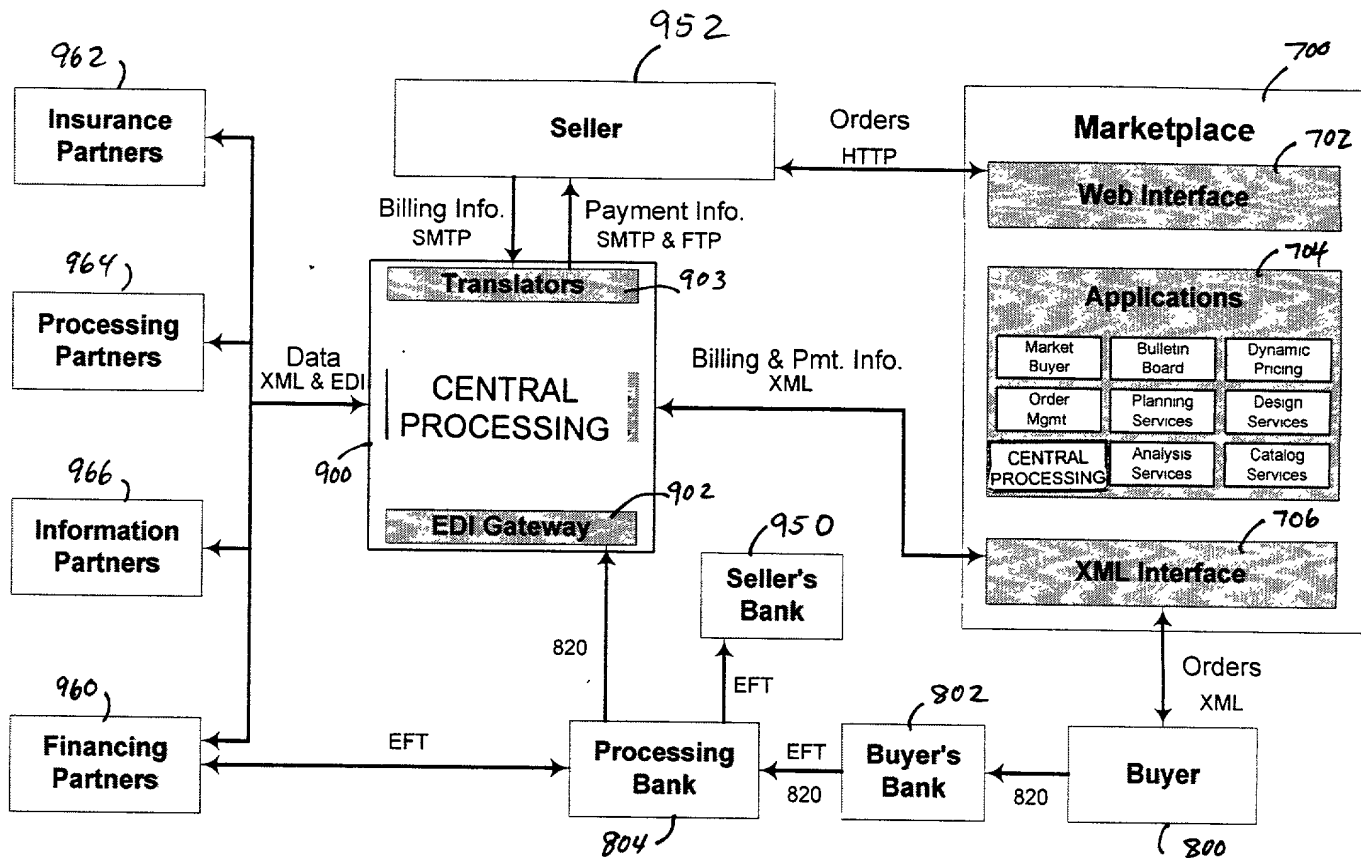 962
Insurance
Partners
964
Processing
Partners
966
Information
Partners
960
Financing
Partners
Data
XML & EDI
952
Seller
Billing Info.
SMTP
Payment Info.
SMTP & FTP
Translators
903
CENTRAL
PROCESSING
900
902
EDI Gateway
Orders
HTTP
Billing & Pmt. Info.
XML
700
Marketplace
702
Web Interface
704
Applications
Market
Buyer
Bulletin
Board
Dynamic
Pricing
Order
Mgmt
Planning
Services
Design
Services
CENTRAL
PROCESSING
Analysis
Services
Catalog
Services
706
XML Interface
950
Seller's
Bank
820
EFT
Orders
XML
EFT
Processing
Bank
804
EFT
820
802
Buyer's
Bank
820
Buyer
800